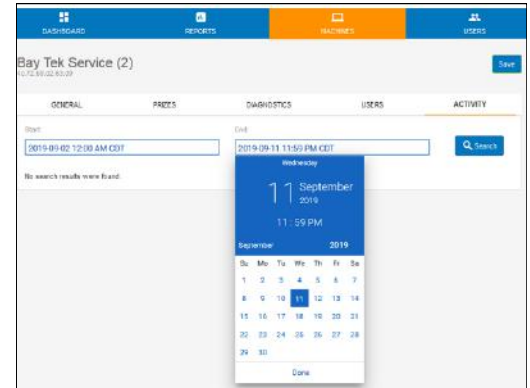 DASHBOARD REPORTS MACHINES USERS
Bay Tek Service (2)
Save
GENERAL PRIZES DIAGNOSTICS USERS ACTIVITY
Start End
2019-09-02 12:00 AM CDT 2019-09-11 11:59 PM CDT Search
No search results were found.
Wednesday
11 September
2019
11:59 PM
September 2019
Su Mo Tu We Th Fr Sa
1 2 3 4 5 6 7
8 9 10 11 12 13 14
15 16 17 18 19 20 21
22 23 24 25 26 27 28
29 30
Done